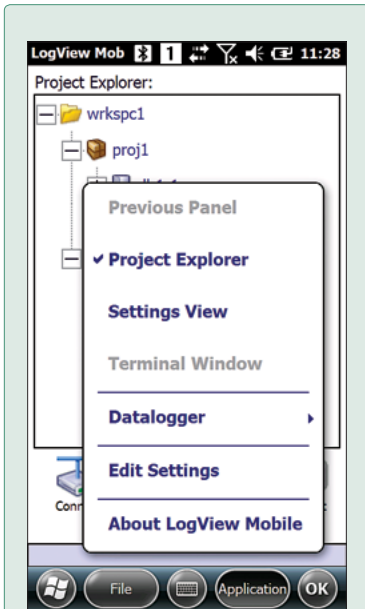 LogView Mob 1 11:28
Project Explorer:
wrkspc1
proj1
Previous Panel
Project Explorer
Settings View
Terminal Window
Datalogger
Edit Settings
About LogView Mobile
File Application OK